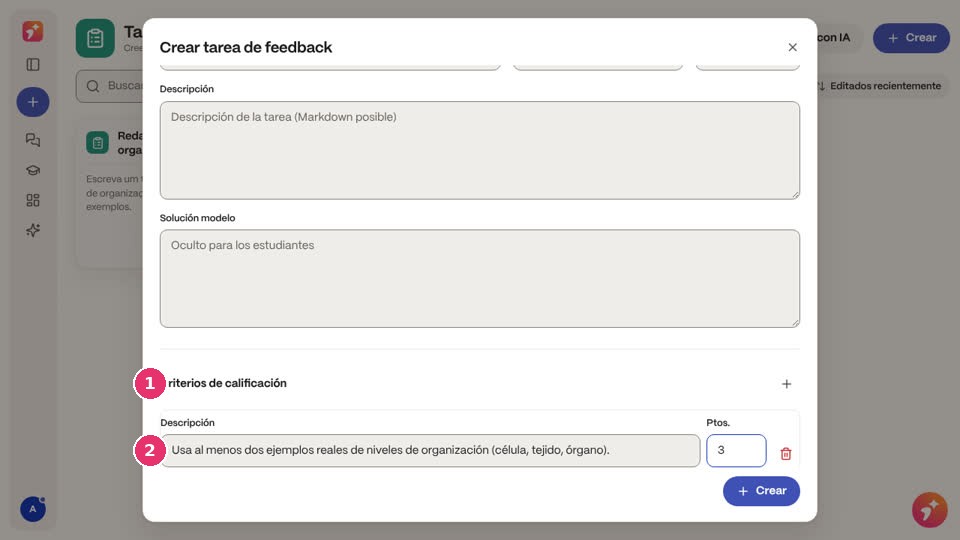 Ta
Cree
con IA
Crear
Buscar
Editados recientemente
Reda
orga
Escreva um t
de organizaç
exemplos.
A
Crear tarea de feedback
Descripción
Descripción de la tarea (Markdown posible)
Solución modelo
Oculto para los estudiantes
1
riterios de calificación
Descripción
Ptos.
2
Usa al menos dos ejemplos reales de niveles de organización (célula, tejido, órgano).
3
Crear